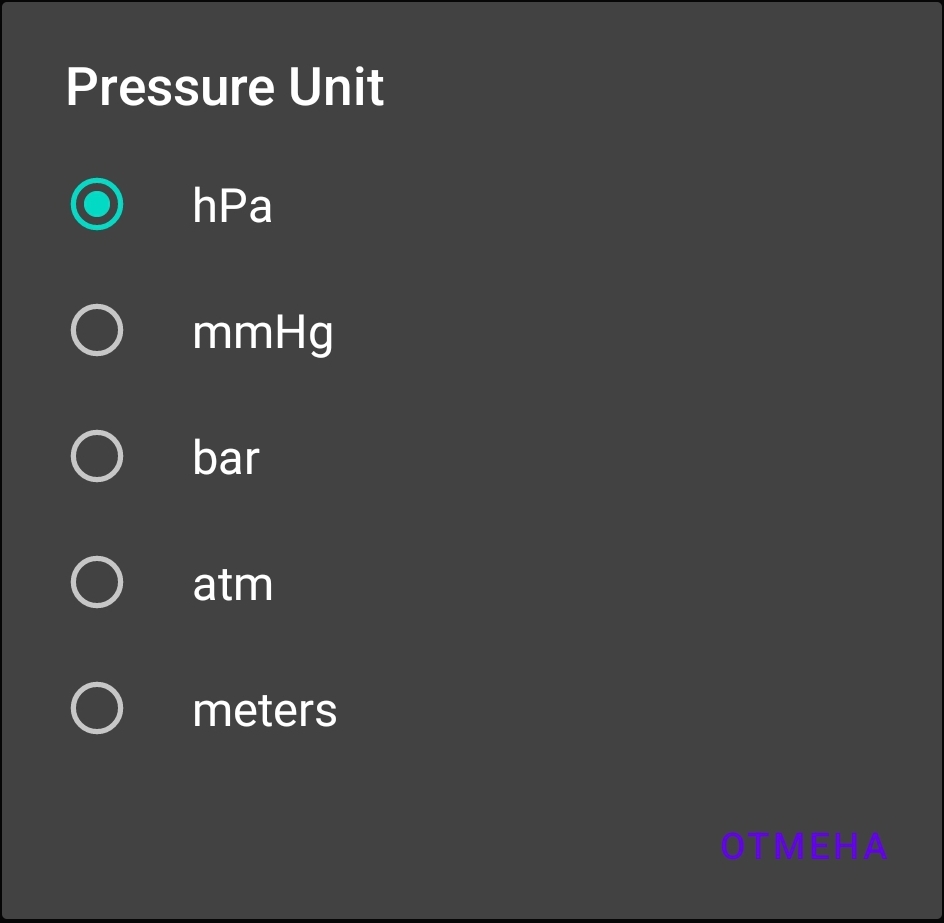 Pressure Unit
hPa
mmHg
bar
atm
meters
ОТМЕНА